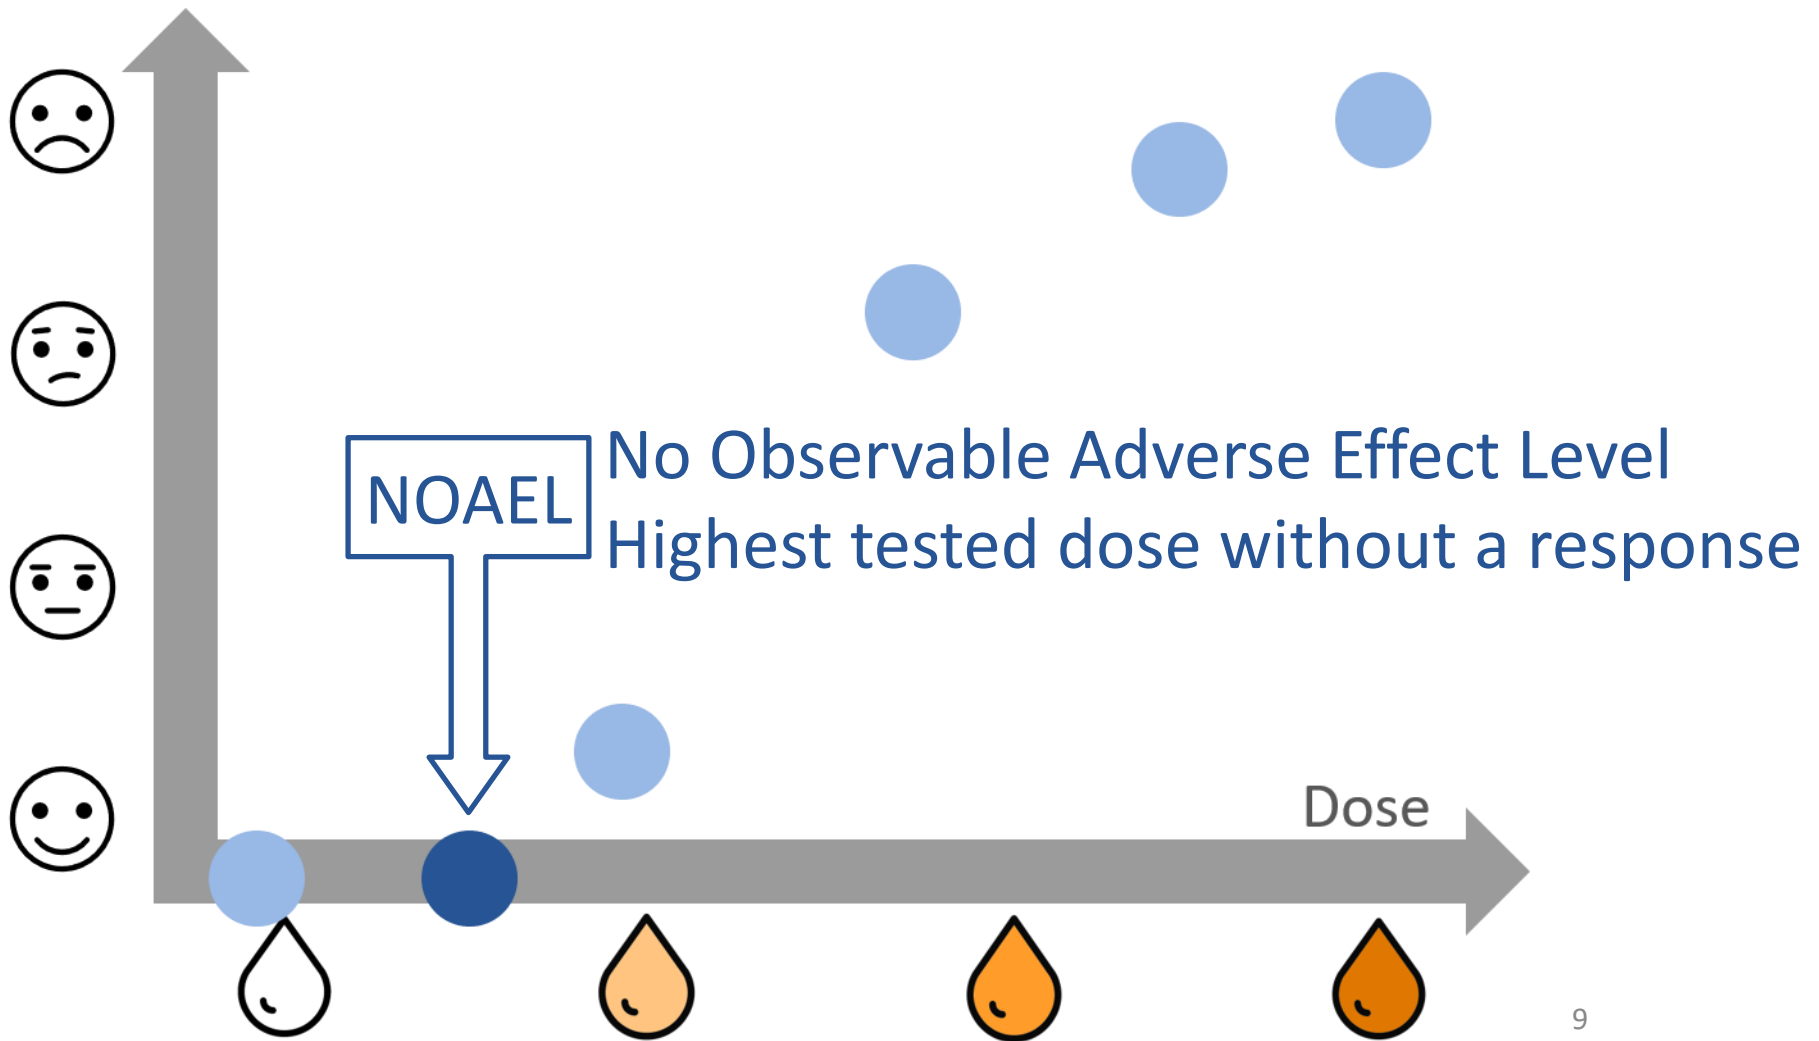 NOAEL
No Observable Adverse Effect Level
Highest tested dose without a response
Dose
9